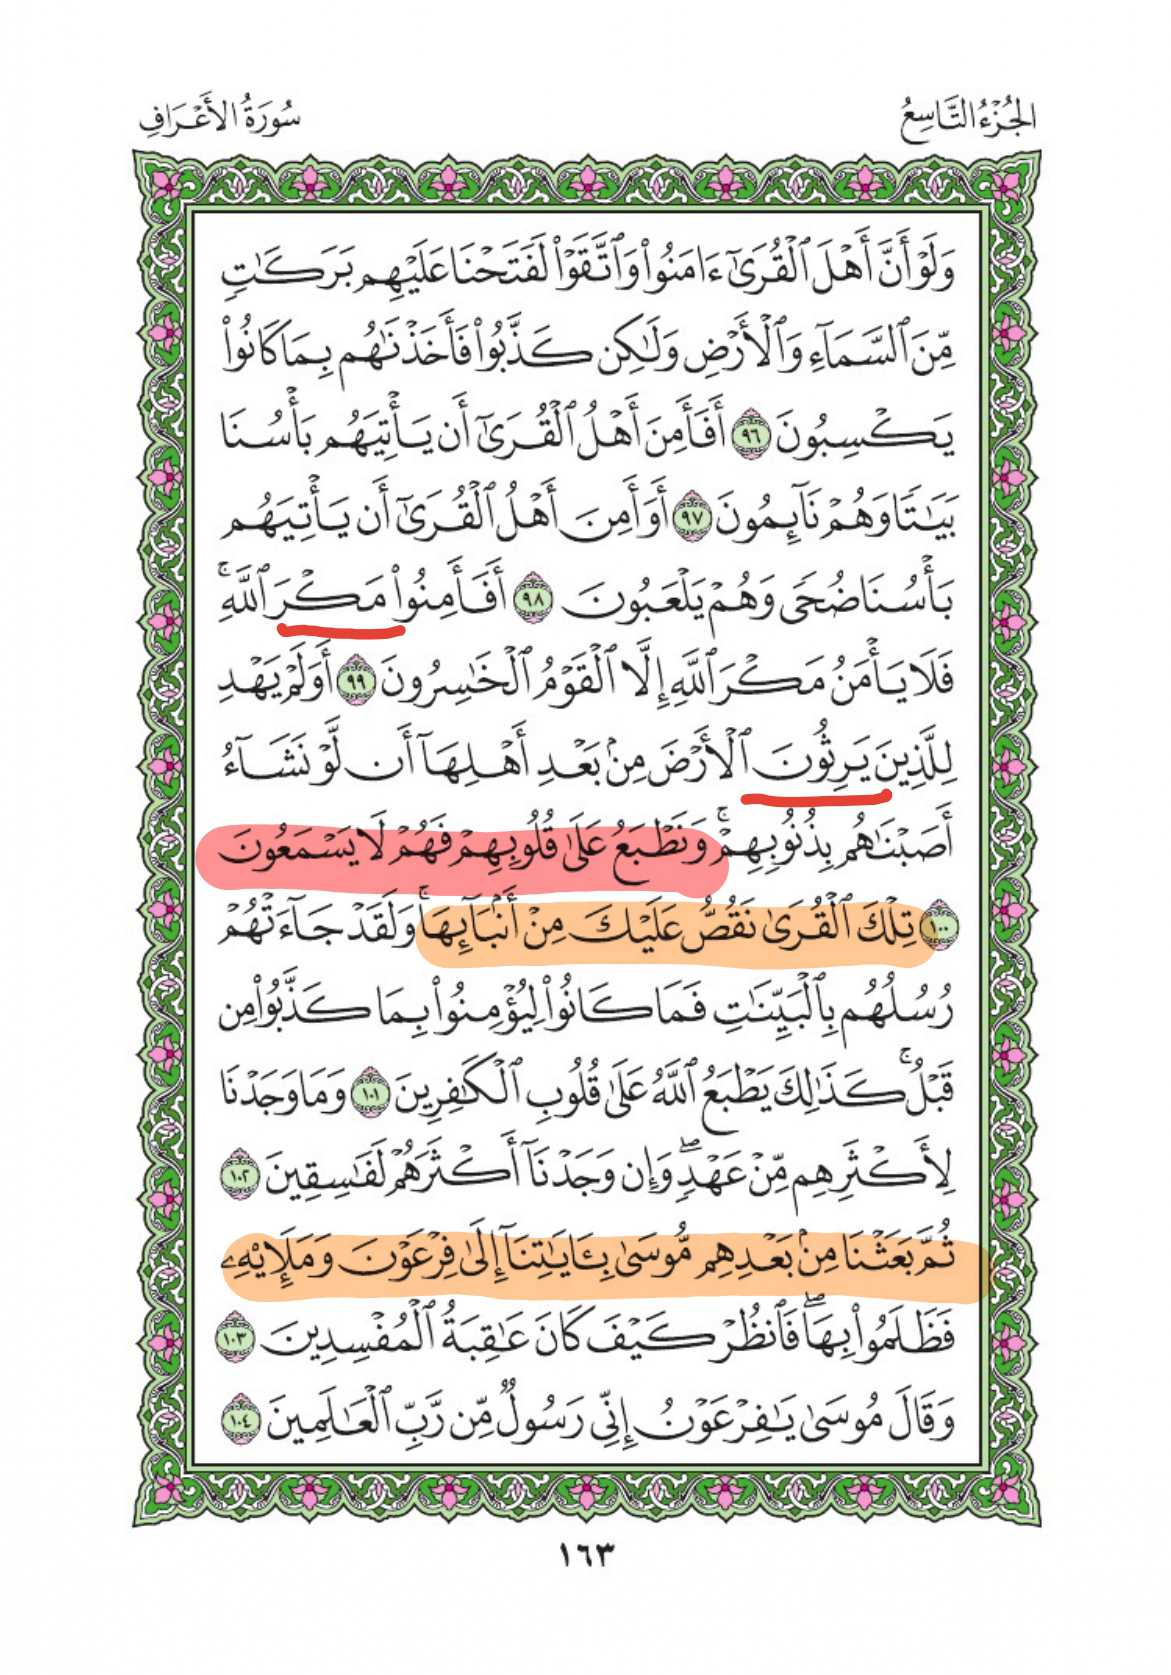 الجُزْءُ التَّاسِعُ
سُورَةُ الأَعْرَافِ
وَلَوْ أَنَّ أَهْلَ ٱلْقُرَىٰٓ ءَامَنُوا۟ وَٱتَّقَوْا۟ لَفَتَحْنَا عَلَيْهِم بَرَكَـٰتٍ
مِّنَ ٱلسَّمَآءِ وَٱلْأَرْضِ وَلَـٰكِن كَذَّبُوا۟ فَأَخَذْنَـٰهُم بِمَا كَانُوا۟
يَكْسِبُونَ ٩٦ أَفَأَمِنَ أَهْلُ ٱلْقُرَىٰٓ أَن يَأْتِيَهُم بَأْسُنَا
بَيَـٰتًا وَهُمْ نَآئِمُونَ ٩٧ أَوَأَمِنَ أَهْلُ ٱلْقُرَىٰٓ أَن يَأْتِيَهُم
بَأْسُنَا ضُحًى وَهُمْ يَلْعَبُونَ ٩٨ أَفَأَمِنُوا۟ مَكْرَ ٱللَّهِ ۚ
فَلَا يَأْمَنُ مَكْرَ ٱللَّهِ إِلَّا ٱلْقَوْمُ ٱلْخَـٰسِرُونَ ٩٩ أَوَلَمْ يَهْدِ
لِلَّذِينَ يَرِثُونَ ٱلْأَرْضَ مِنۢ بَعْدِ أَهْلِهَآ أَن لَّوْ نَشَآءُ
أَصَبْنَـٰهُم بِذُنُوبِهِمْ ۚ وَنَطْبَعُ عَلَىٰ قُلُوبِهِمْ فَهُمْ لَا يَسْمَعُونَ
١٠٠ تِلْكَ ٱلْقُرَىٰ نَقُصُّ عَلَيْكَ مِنْ أَنۢبَآئِهَا ۚ وَلَقَدْ جَآءَتْهُمْ
رُسُلُهُم بِٱلْبَيِّنَـٰتِ فَمَا كَانُوا۟ لِيُؤْمِنُوا۟ بِمَا كَذَّبُوا۟ مِن
قَبْلُ ۚ كَذَٰلِكَ يَطْبَعُ ٱللَّهُ عَلَىٰ قُلُوبِ ٱلْكَـٰفِرِينَ ١٠١ وَمَا وَجَدْنَا
لِأَكْثَرِهِم مِّنْ عَهْدٍ ۖ وَإِن وَجَدْنَآ أَكْثَرَهُمْ لَفَـٰسِقِينَ ١٠٢
ثُمَّ بَعَثْنَا مِنۢ بَعْدِهِم مُّوسَىٰ بِـَٔايَـٰتِنَآ إِلَىٰ فِرْعَوْنَ وَمَلَإِي۟هِۦ
فَظَلَمُوا۟ بِهَا ۖ فَٱنظُرْ كَيْفَ كَانَ عَـٰقِبَةُ ٱلْمُفْسِدِينَ ١٠٣
وَقَالَ مُوسَىٰ يَـٰفِرْعَوْنُ إِنِّى رَسُولٌ مِّن رَّبِّ ٱلْعَـٰلَمِينَ ١٠٤
١٦٣